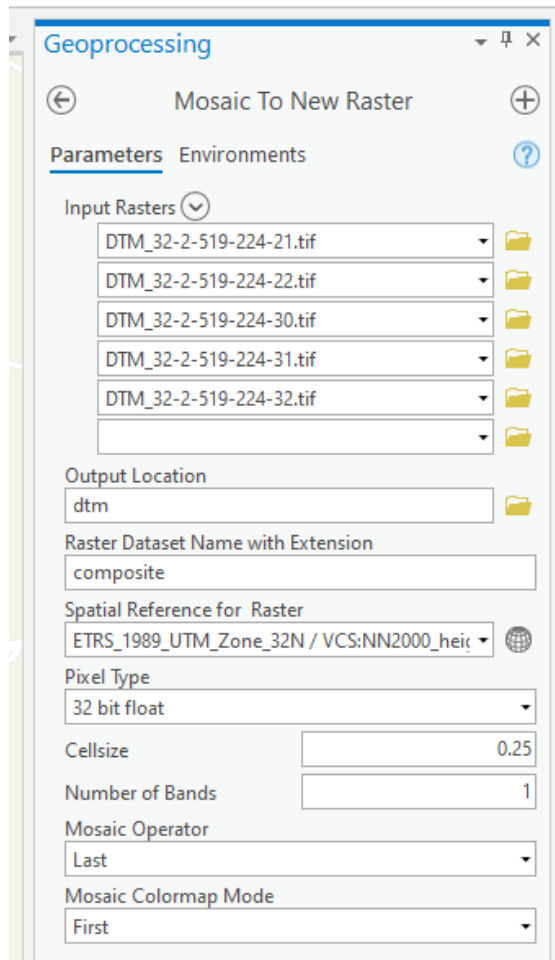 Geoprocessing
Mosaic To New Raster
Parameters Environments
Input Rasters
DTM_32-2-519-224-21.tif
DTM_32-2-519-224-22.tif
DTM_32-2-519-224-30.tif
DTM_32-2-519-224-31.tif
DTM_32-2-519-224-32.tif
Output Location
dtm
Raster Dataset Name with Extension
composite
Spatial Reference for Raster
ETRS_1989_UTM_Zone_32N / VCS:NN2000_heig
Pixel Type
32 bit float
Cellsize 0.25
Number of Bands 1
Mosaic Operator
Last
Mosaic Colormap Mode
First